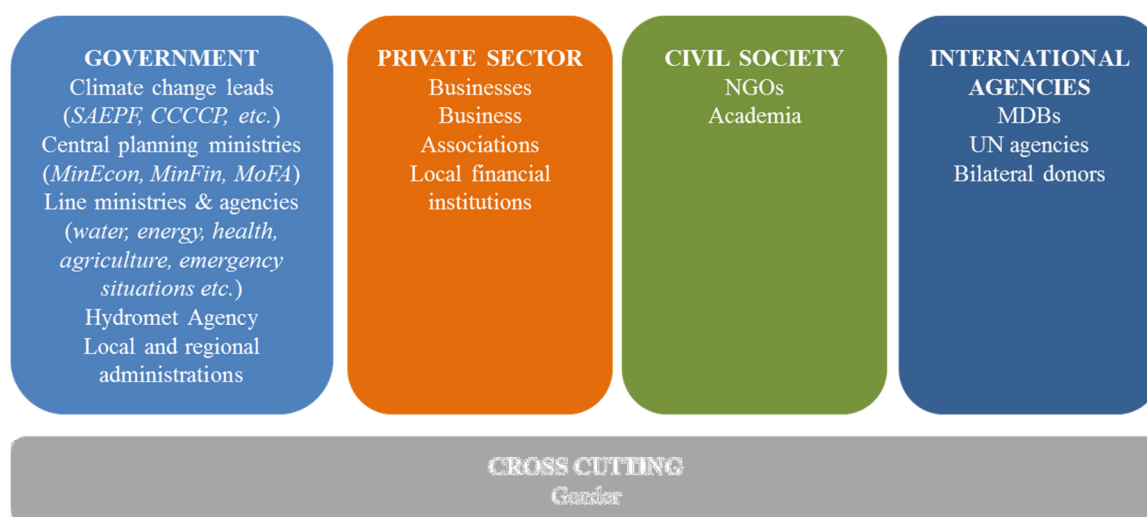 GOVERNMENT
Climate change leads
(SAEPF, CCCCP, etc.)
Central planning ministries
(MinEcon, MinFin, MoFA)
Line ministries & agencies
(water, energy, health,
agriculture, emergency
situations etc.)
Hydromet Agency
Local and regional
administrations
PRIVATE SECTOR
Businesses
Business
Associations
Local financial
institutions
CIVIL SOCIETY
NGOs
Academia
INTERNATIONAL
AGENCIES
MDBs
UN agencies
Bilateral donors
CROSS CUTTING
Gender